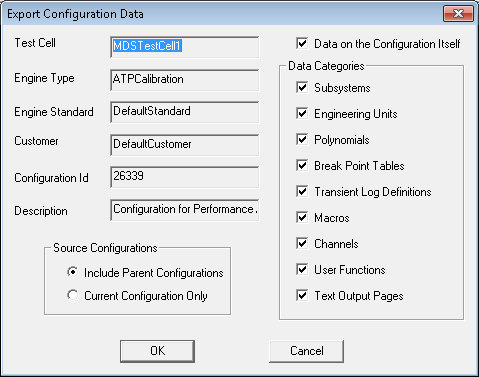 Export Configuration Data
Test Cell
MDSTestCell1
Engine Type
ATPCalibration
Engine Standard
DefaultStandard
Customer
DefaultCustomer
Configuration Id
26339
Description
Configuration for Performance
Source Configurations
Include Parent Configurations
Current Configuration Only
Data on the Configuration Itself
Data Categories
Subsystems
Engineering Units
Polynomials
Break Point Tables
Transient Log Definitions
Macros
Channels
User Functions
Text Output Pages
OK
Cancel